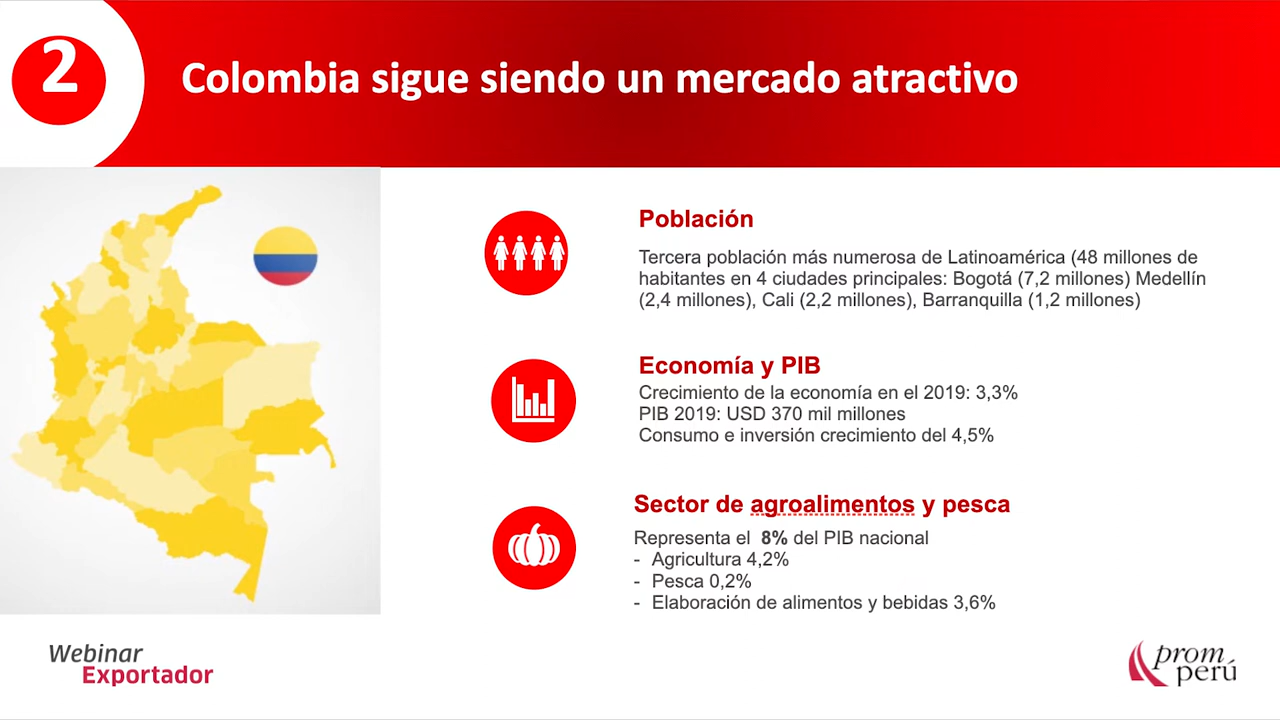 2
Colombia sigue siendo un mercado atractivo
Población
Tercera población más numerosa de Latinoamérica (48 millones de
habitantes en 4 ciudades principales: Bogotá (7,2 millones) Medellín
(2,4 millones), Cali (2,2 millones), Barranquilla (1,2 millones)
Economía y PIB
Crecimiento de la economía en el 2019: 3,3%
PIB 2019: USD 370 mil millones
Consumo e inversión crecimiento del 4,5%
Sector de agroalimentos y pesca
Representa el  8% del PIB nacional
- Agricultura 4,2%
- Pesca 0,2%
- Elaboración de alimentos y bebidas 3,6%
Webinar
Exportador
prom
perú